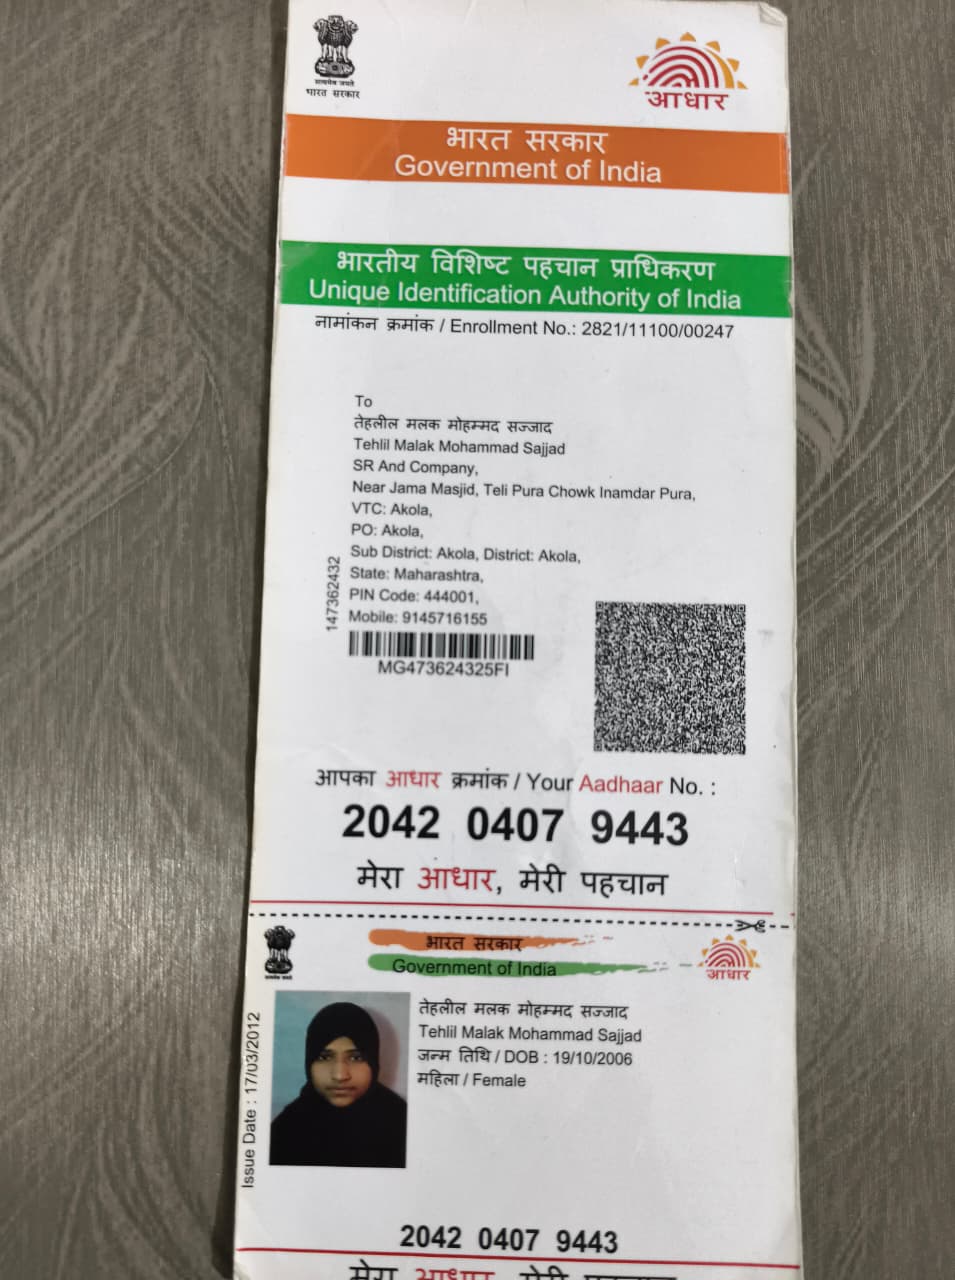 सत्यमेव जयते
भारत सरकार
आधार
भारत सरकार
Government of India
भारतीय विशिष्ट पहचान प्राधिकरण
Unique Identification Authority of India
नामांकन क्रमांक / Enrollment No.: 2821/11100/00247
To
तेहलील मलक मोहम्मद सज्जाद
Tehlil Malak Mohammad Sajjad
SR And Company,
Near Jama Masjid, Teli Pura Chowk Inamdar Pura,
VTC: Akola,
PO: Akola,
Sub District: Akola, District: Akola,
State: Maharashtra,
PIN Code: 444001,
Mobile: 9145716155
147362432
MG473624325FI
आपका आधार क्रमांक / Your Aadhaar No. :
2042 0407 9443
मेरा आधार, मेरी पहचान
भारत सरकार
Government of India
आधार
तेहलील मलक मोहम्मद सज्जाद
Tehlil Malak Mohammad Sajjad
जन्म तिथि / DOB : 19/10/2006
महिला / Female
Issue Date : 17/03/2012
2042 0407 9443
मेरा आधार, मेरी पहचान